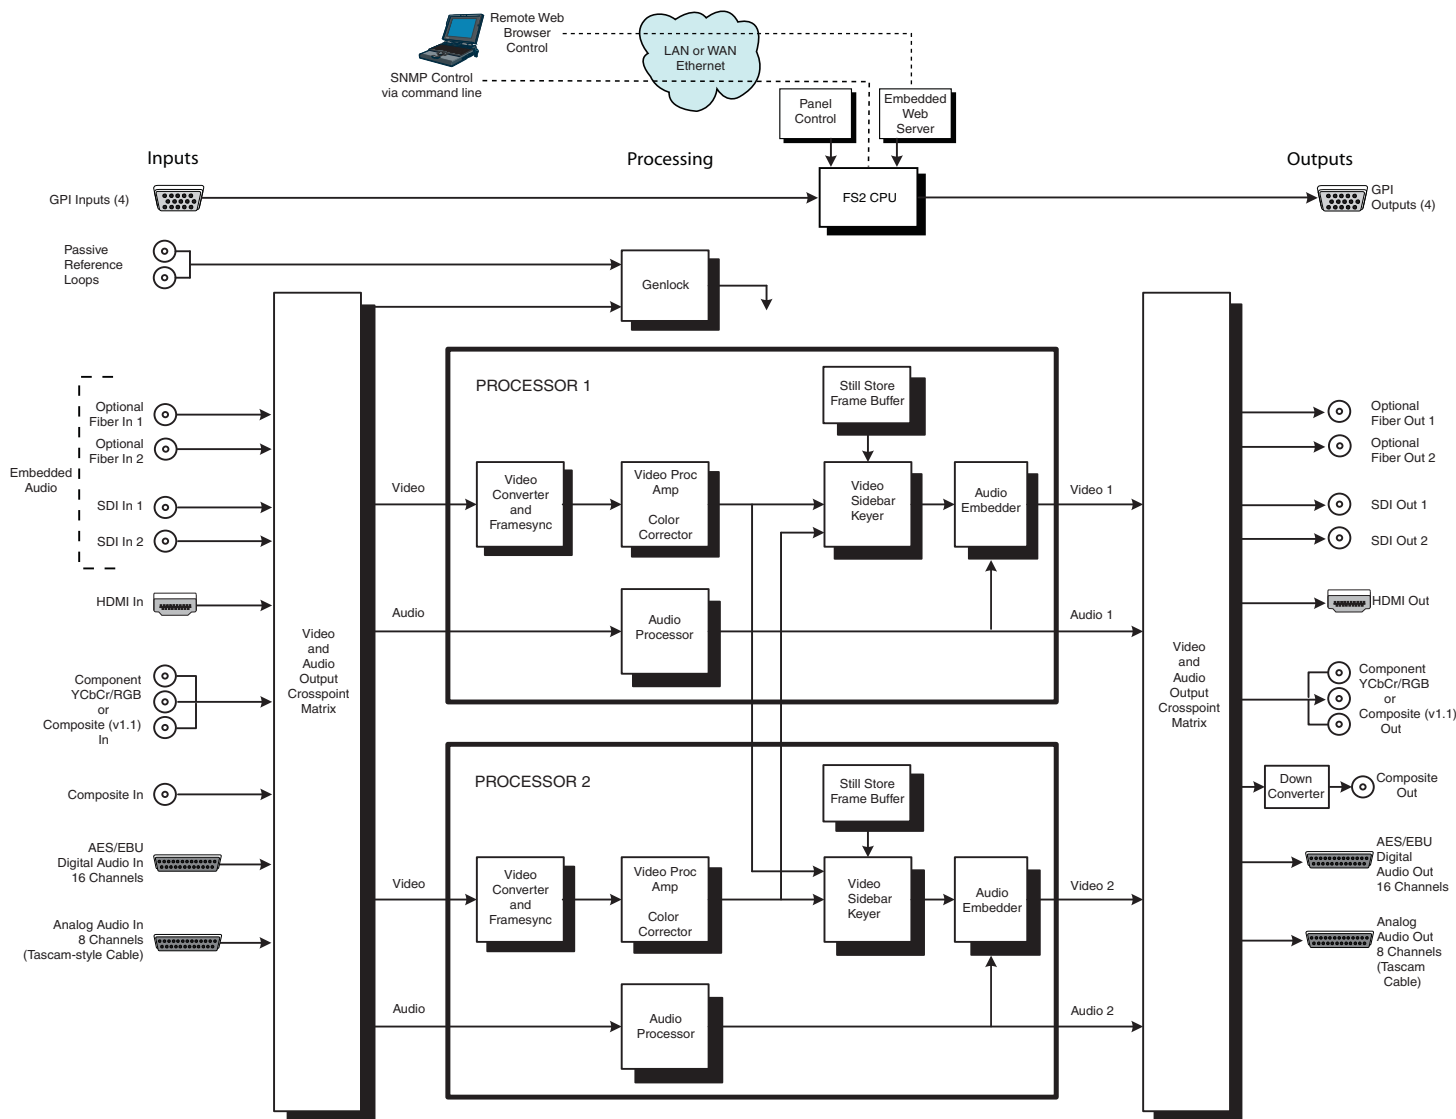 Remote Web
Browser
Control
LAN or WAN
Ethernet
SNMP Control
via command line
Panel
Control
Embedded
Web
Server
Inputs
Processing
Outputs
GPI Inputs (4)
FS2 CPU
GPI
Outputs (4)
Passive
Reference
Loops
Genlock
Embedded
Audio
Optional
Fiber In 1
Optional
Fiber In 2
SDI In 1
SDI In 2
HDMI In
Component
YCbCr/RGB
or
Composite (v1.1)
In
Composite In
AES/EBU
Digital Audio In
16 Channels
Analog Audio In
8 Channels
(Tascam-style Cable)
Video
and
Audio
Output
Crosspoint
Matrix
PROCESSOR 1
Still Store
Frame Buffer
Video
Video
Converter
and
Framesync
Video Proc
Amp
Color
Corrector
Video
Sidebar
Keyer
Audio
Embedder
Video 1
Audio
Audio
Processor
Audio 1
PROCESSOR 2
Still Store
Frame Buffer
Video
Video
Converter
and
Framesync
Video Proc
Amp
Color
Corrector
Video
Sidebar
Keyer
Audio
Embedder
Video 2
Audio
Audio
Processor
Audio 2
Video
and
Audio
Output
Crosspoint
Matrix
Optional
Fiber Out 1
Optional
Fiber Out 2
SDI Out 1
SDI Out 2
HDMI Out
Component
YCbCr/RGB
or
Composite (v1.1)
Out
Down
Converter
Composite
Out
AES/EBU
Digital
Audio Out
16 Channels
Analog
Audio Out
8 Channels
(Tascam
Cable)